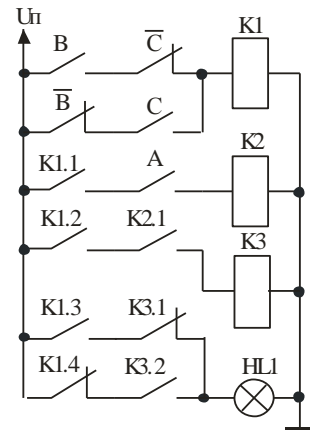 Uп
B C̅ K1
B̅ C
K1.1 A K2
K1.2 K2.1 K3
K1.3 K3.1
K1.4 K3.2 HL1